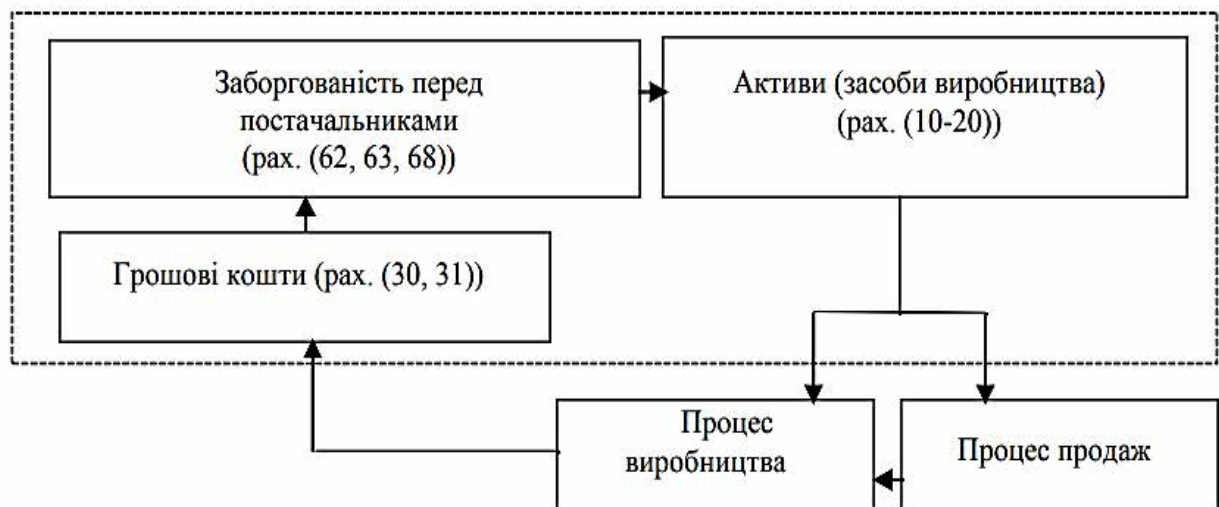 Заборгованість перед
постачальниками
(рах. (62, 63, 68))
Активи (засоби виробництва)
(рах. (10-20))
Грошові кошти (рах. (30, 31))
Процес
виробництва
Процес продаж